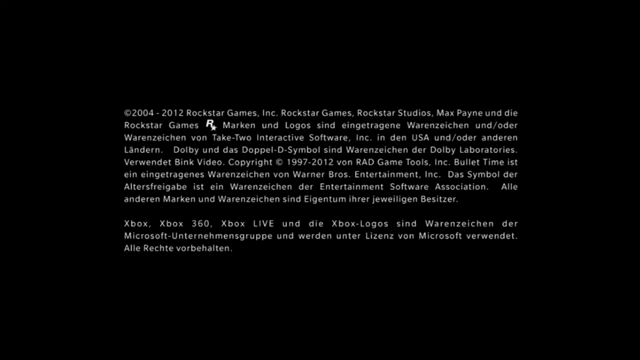 ©2004 - 2012 Rockstar Games, Inc. Rockstar Games, Rockstar Studios, Max Payne und die
Rockstar Games R* Marken und Logos sind eingetragene Warenzeichen und/oder
Warenzeichen von Take-Two Interactive Software, Inc. in den USA und/oder anderen
Ländern. Dolby und das Doppel-D-Symbol sind Warenzeichen der Dolby Laboratories.
Verwendet Bink Video. Copyright © 1997-2012 von RAD Game Tools, Inc. Bullet Time ist
ein eingetragenes Warenzeichen von Warner Bros. Entertainment, Inc. Das Symbol der
Altersfreigabe ist ein Warenzeichen der Entertainment Software Association. Alle
anderen Marken und Warenzeichen sind Eigentum ihrer jeweiligen Besitzer.
Xbox, Xbox 360, Xbox LIVE und die Xbox-Logos sind Warenzeichen der
Microsoft-Unternehmensgruppe und werden unter Lizenz von Microsoft verwendet.
Alle Rechte vorbehalten.